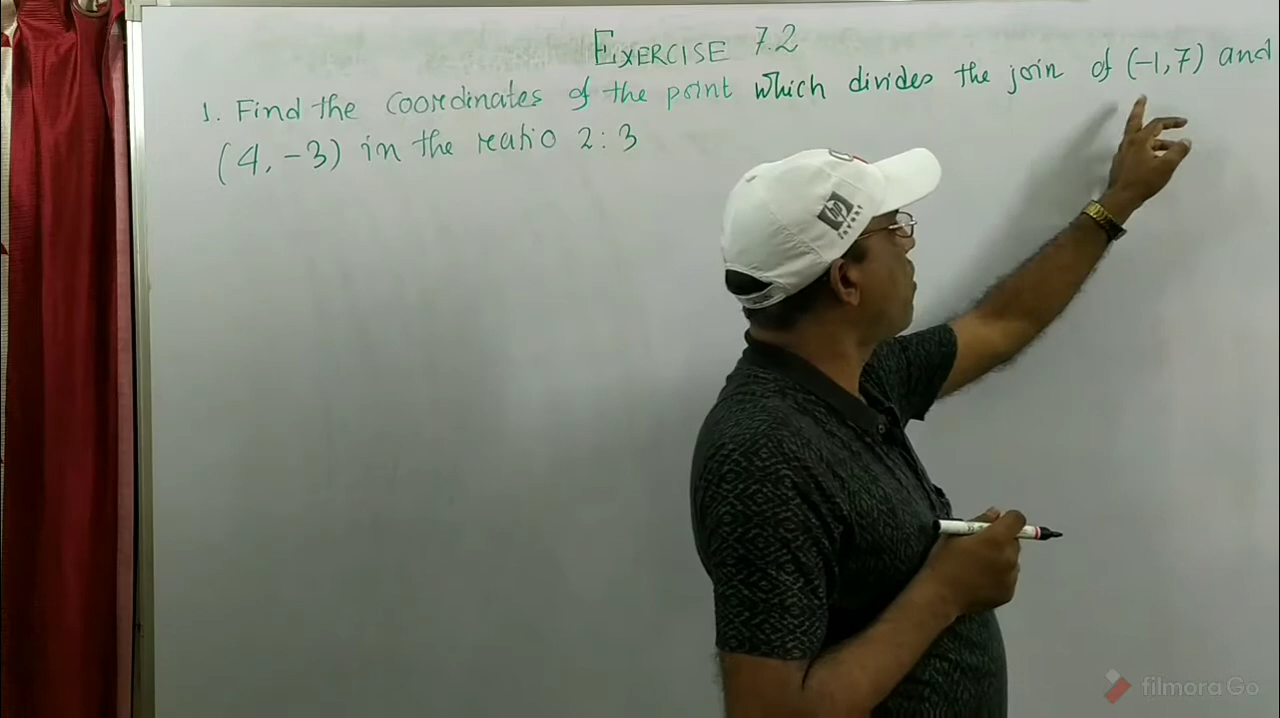 EXERCISE 7.2
1. Find the coordinates of the point which divides the join of (-1,7) and
(4, -3) in the ratio 2:3
hp
filmora Go